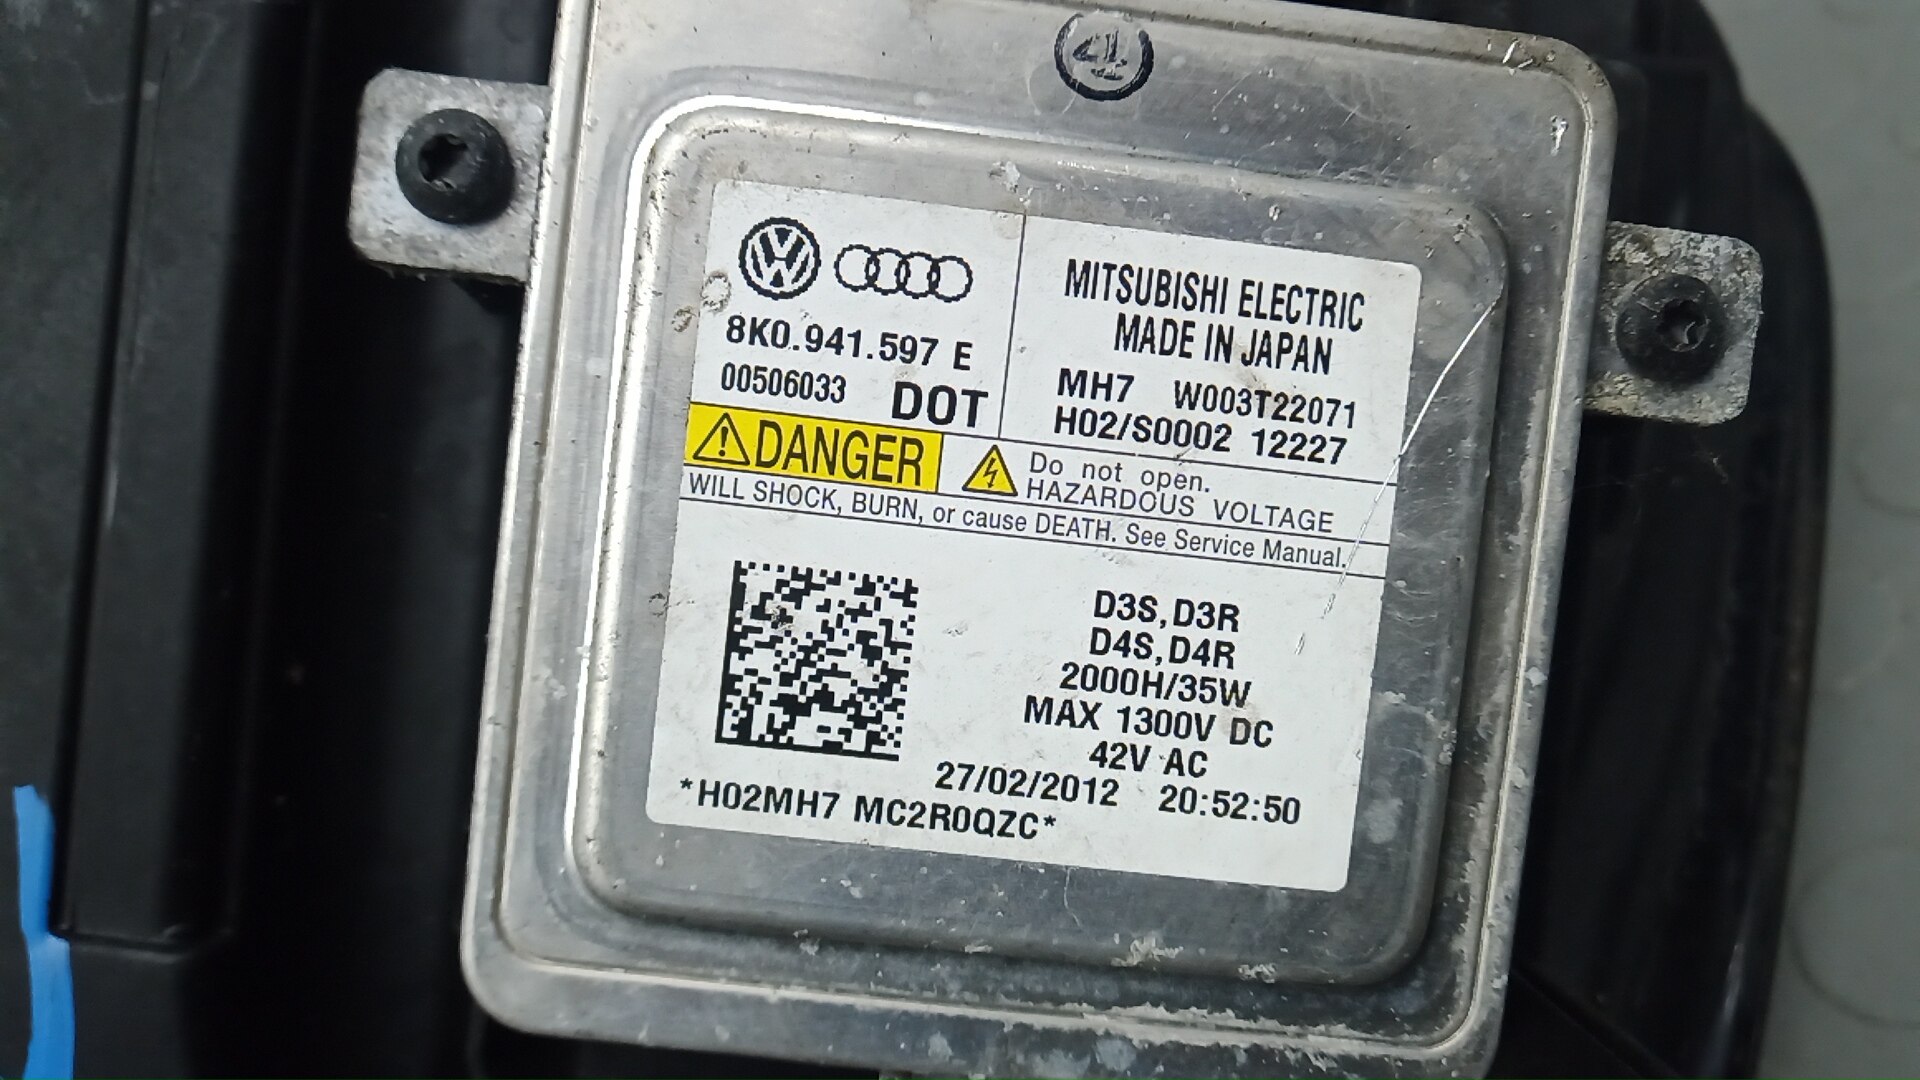 8K0.941.597 E
00506033 DOT
MITSUBISHI ELECTRIC
MADE IN JAPAN
MH7 W003T22071
H02/S0002 12227
DANGER
Do not open.
HAZARDOUS VOLTAGE
WILL SHOCK, BURN, or cause DEATH. See Service Manual.
D3S,D3R
D4S,D4R
2000H/35W
MAX 1300V DC
42V AC
27/02/2012 20:52:50
*H02MH7 MC2R0QZC*